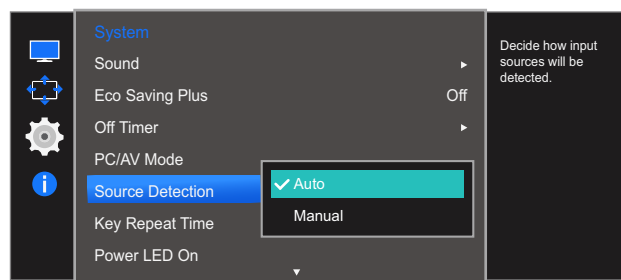 System
Sound
Eco Saving Plus Off
Off Timer
PC/AV Mode
Source Detection
Auto
Manual
Key Repeat Time
Power LED On
Decide how input
sources will be
detected.